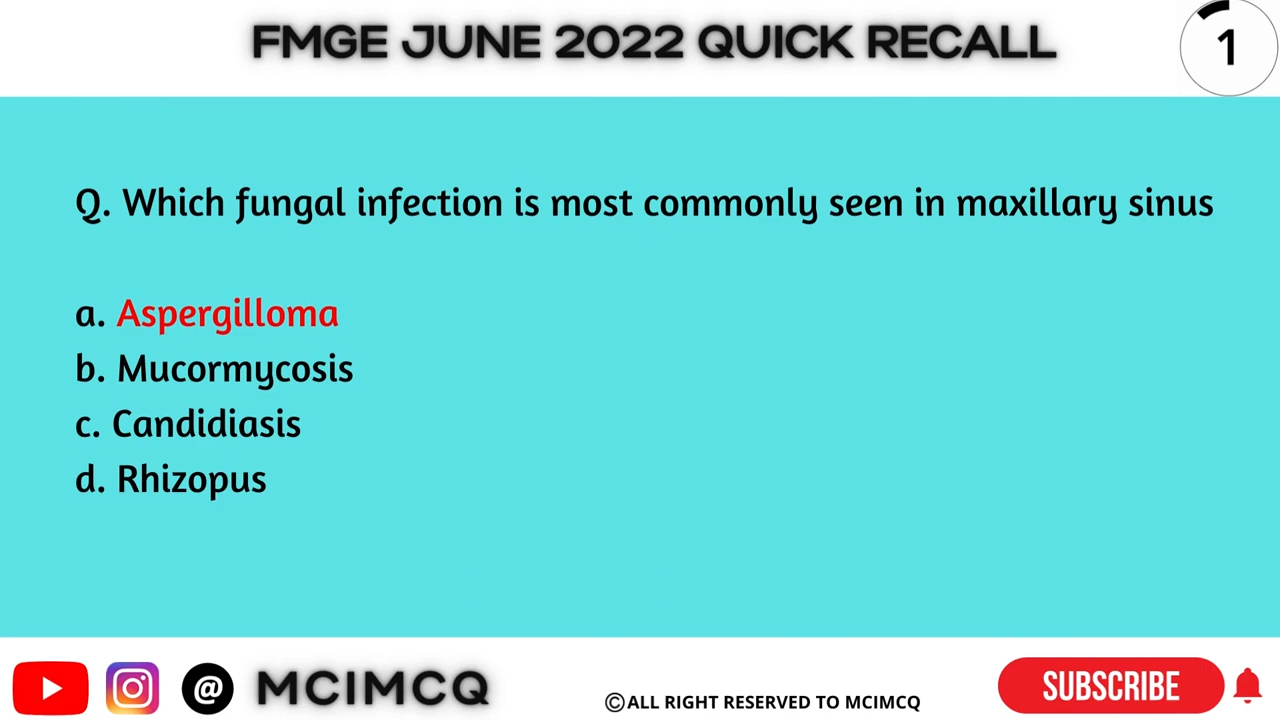 FMGE JUNE 2022 QUICK RECALL
1
Q. Which fungal infection is most commonly seen in maxillary sinus
a. Aspergilloma
b. Mucormycosis
c. Candidiasis
d. Rhizopus
@ MCIMCQ
©ALL RIGHT RESERVED TO MCIMCQ
SUBSCRIBE